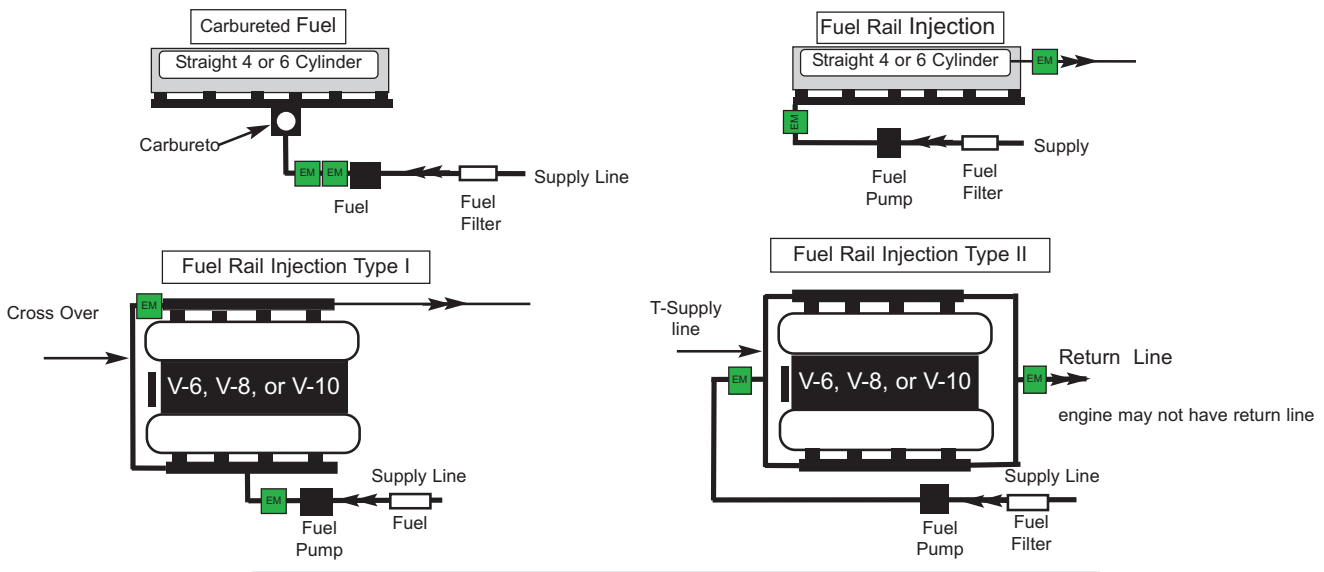 Carbureted Fuel
Straight 4 or 6 Cylinder
Carbureto
EM EM
Supply Line
Fuel
Fuel
Filter
Fuel Rail Injection
Straight 4 or 6 Cylinder
EM
EM
Supply
Fuel
Pump
Fuel
Filter
Fuel Rail Injection Type I
EM
Cross Over
V-6, V-8, or V-10
Supply Line
EM
Fuel
Pump
Fuel
Fuel Rail Injection Type II
T-Supply
line
EM
V-6, V-8, or V-10
EM
Return Line
engine may not have return line
Supply Line
Fuel
Pump
Fuel
Filter